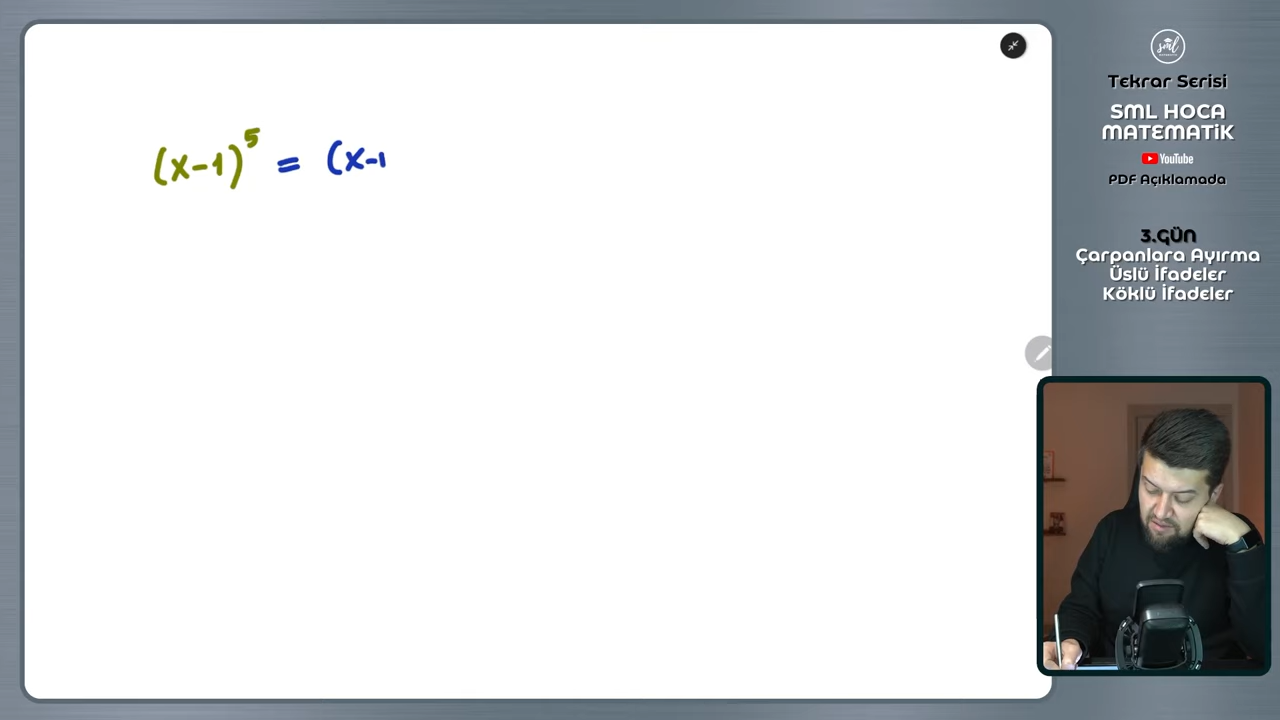 (x-1)^5 = (x-1
sml
Tekrar Serisi
SML HOCA
MATEMATİK
YouTube
PDF Açıklamada
3.GÜN
Çarpanlara Ayırma
Üslü İfadeler
Köklü İfadeler